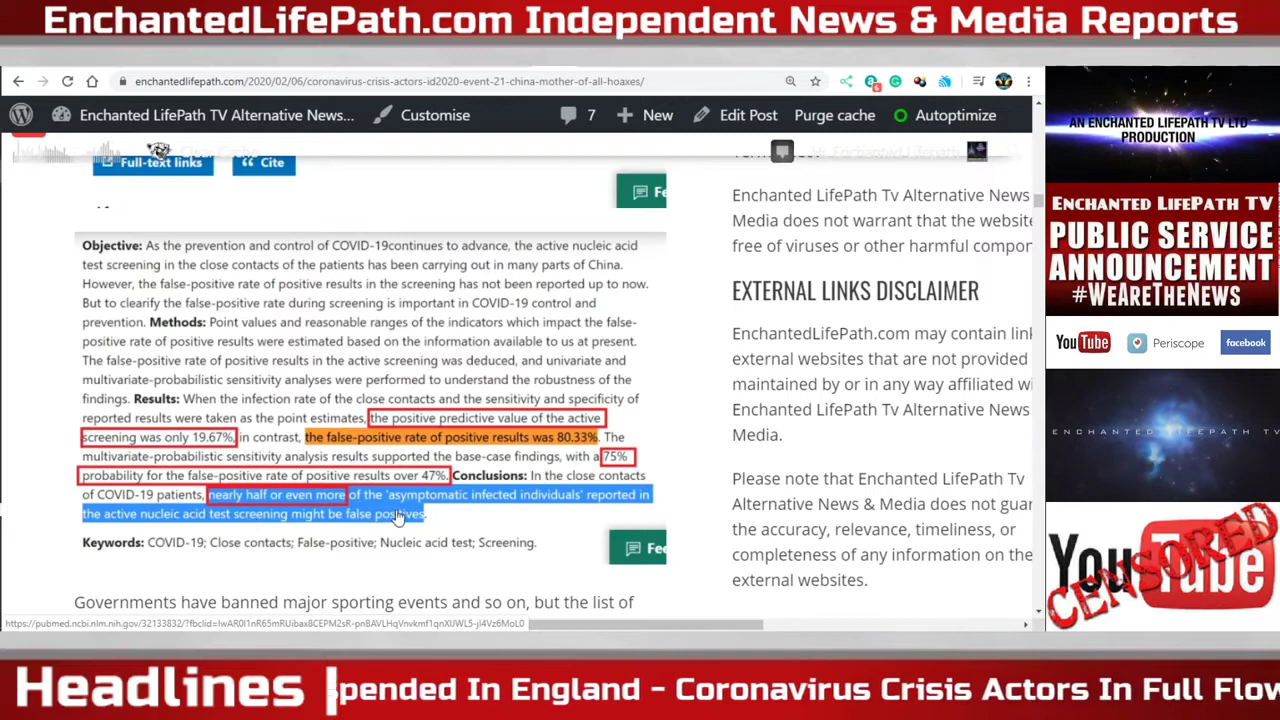 EnchantedLifePath.com Independent News & Media Reports
enchantedlifepath.com/2020/02/06/coronavirus-crisis-actors-id2020-event-21-china-mother-of-all-hoaxes/
Enchanted LifePath TV Alternative News... Customise 7 New Edit Post Purge cache Autoptimize
Clear Cache
Hi, Enchanted Lifepath
Full-text links Cite
Fe
Objective: As the prevention and control of COVID-19continues to advance, the active nucleic acid
test screening in the close contacts of the patients has been carrying out in many parts of China.
However, the false-positive rate of positive results in the screening has not been reported up to now.
But to clearify the false-positive rate during screening is important in COVID-19 control and
prevention. Methods: Point values and reasonable ranges of the indicators which impact the false-
positive rate of positive results were estimated based on the information available to us at present.
The false-positive rate of positive results in the active screening was deduced, and univariate and
multivariate-probabilistic sensitivity analyses were performed to understand the robustness of the
findings. Results: When the infection rate of the close contacts and the sensitivity and specificity of
reported results were taken as the point estimates, the positive predictive value of the active
screening was only 19.67%, in contrast, the false-positive rate of positive results was 80.33%. The
multivariate-probabilistic sensitivity analysis results supported the base-case findings, with a 75%
probability for the false-positive rate of positive results over 47%. Conclusions: In the close contacts
of COVID-19 patients, nearly half or even more of the 'asymptomatic infected individuals' reported in
the active nucleic acid test screening might be false positives.
Keywords: COVID-19; Close contacts; False-positive; Nucleic acid test; Screening.
Fee
Governments have banned major sporting events and so on, but the list of
Enchanted LifePath Tv Alternative News
Media does not warrant that the website
free of viruses or other harmful compon
EXTERNAL LINKS DISCLAIMER
EnchantedLifePath.com may contain link
external websites that are not provided
maintained by or in any way affiliated wi
Enchanted LifePath Tv Alternative News
Media.
Please note that Enchanted LifePath Tv
Alternative News & Media does not guar
the accuracy, relevance, timeliness, or
completeness of any information on the
external websites.
AN ENCHANTED LIFEPATH TV LTD
PRODUCTION
ENCHANTED LIFEPATH TV
PUBLIC SERVICE
ANNOUNCEMENT
#WEARETHENEWS
YouTube Periscope facebook
ENCHANTED LIFEPATH TV
YouTube
CENSORED
Headlines | pended In England - Coronavirus Crisis Actors In Full Flow